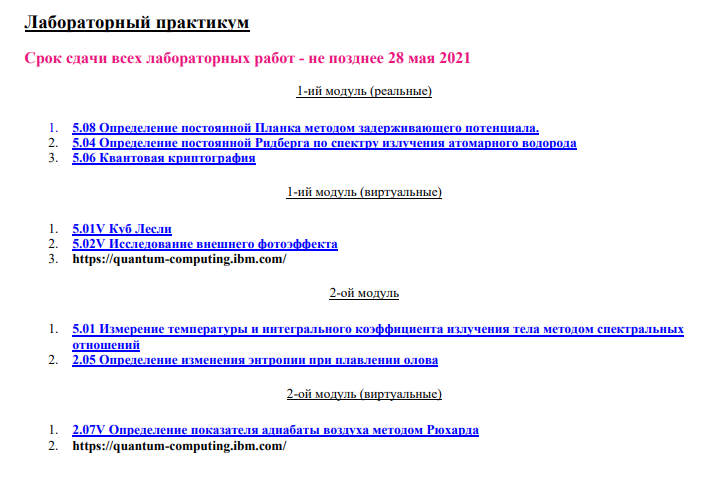 Лабораторный практикум
Срок сдачи всех лабораторных работ - не позднее 28 мая 2021
1-ий модуль (реальные)
1. 5.08 Определение постоянной Планка методом задерживающего потенциала.
2. 5.04 Определение постоянной Ридберга по спектру излучения атомарного водорода
3. 5.06 Квантовая криптография
1-ий модуль (виртуальные)
1. 5.01V Куб Лесли
2. 5.02V Исследование внешнего фотоэффекта
3. https://quantum-computing.ibm.com/
2-ой модуль
1. 5.01 Измерение температуры и интегрального коэффициента излучения тела методом спектральных
отношений
2. 2.05 Определение изменения энтропии при плавлении олова
2-ой модуль (виртуальные)
1. 2.07V Определение показателя адиабаты воздуха методом Рюхарда
2. https://quantum-computing.ibm.com/